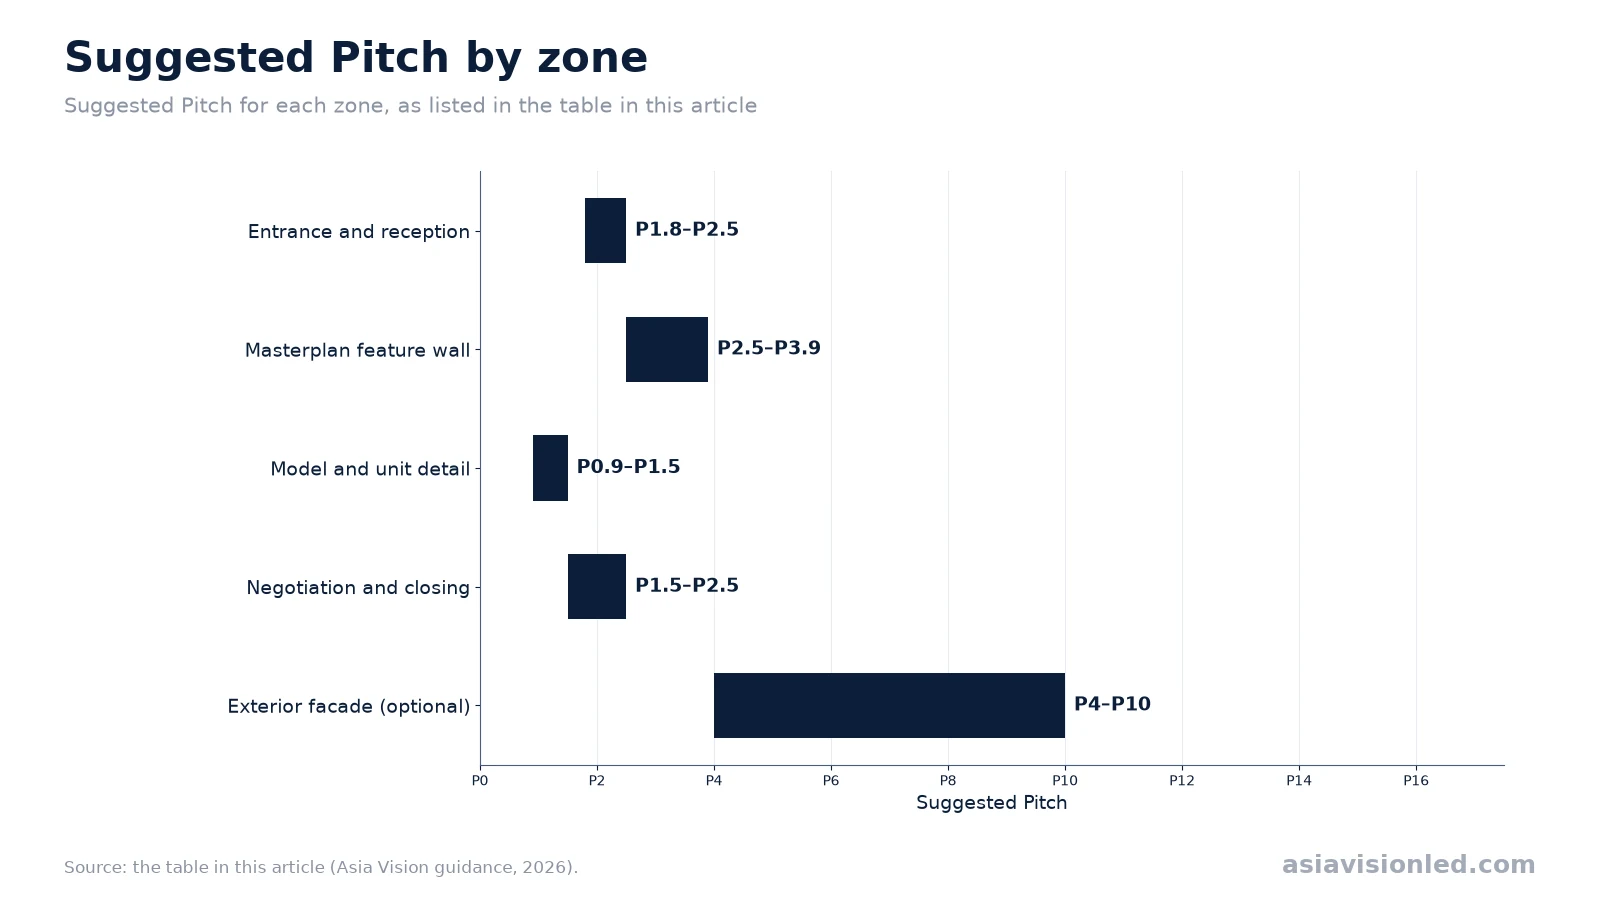 Suggested Pitch by zone
Suggested Pitch for each zone, as listed in the table in this article
Entrance and reception
P1.8–P2.5
Masterplan feature wall
P2.5–P3.9
Model and unit detail
P0.9–P1.5
Negotiation and closing
P1.5–P2.5
Exterior facade (optional)
P4–P10
P0 P2 P4 P6 P8 P10 P12 P14 P16
Suggested Pitch
Source: the table in this article (Asia Vision guidance, 2026).
asiavisionled.com